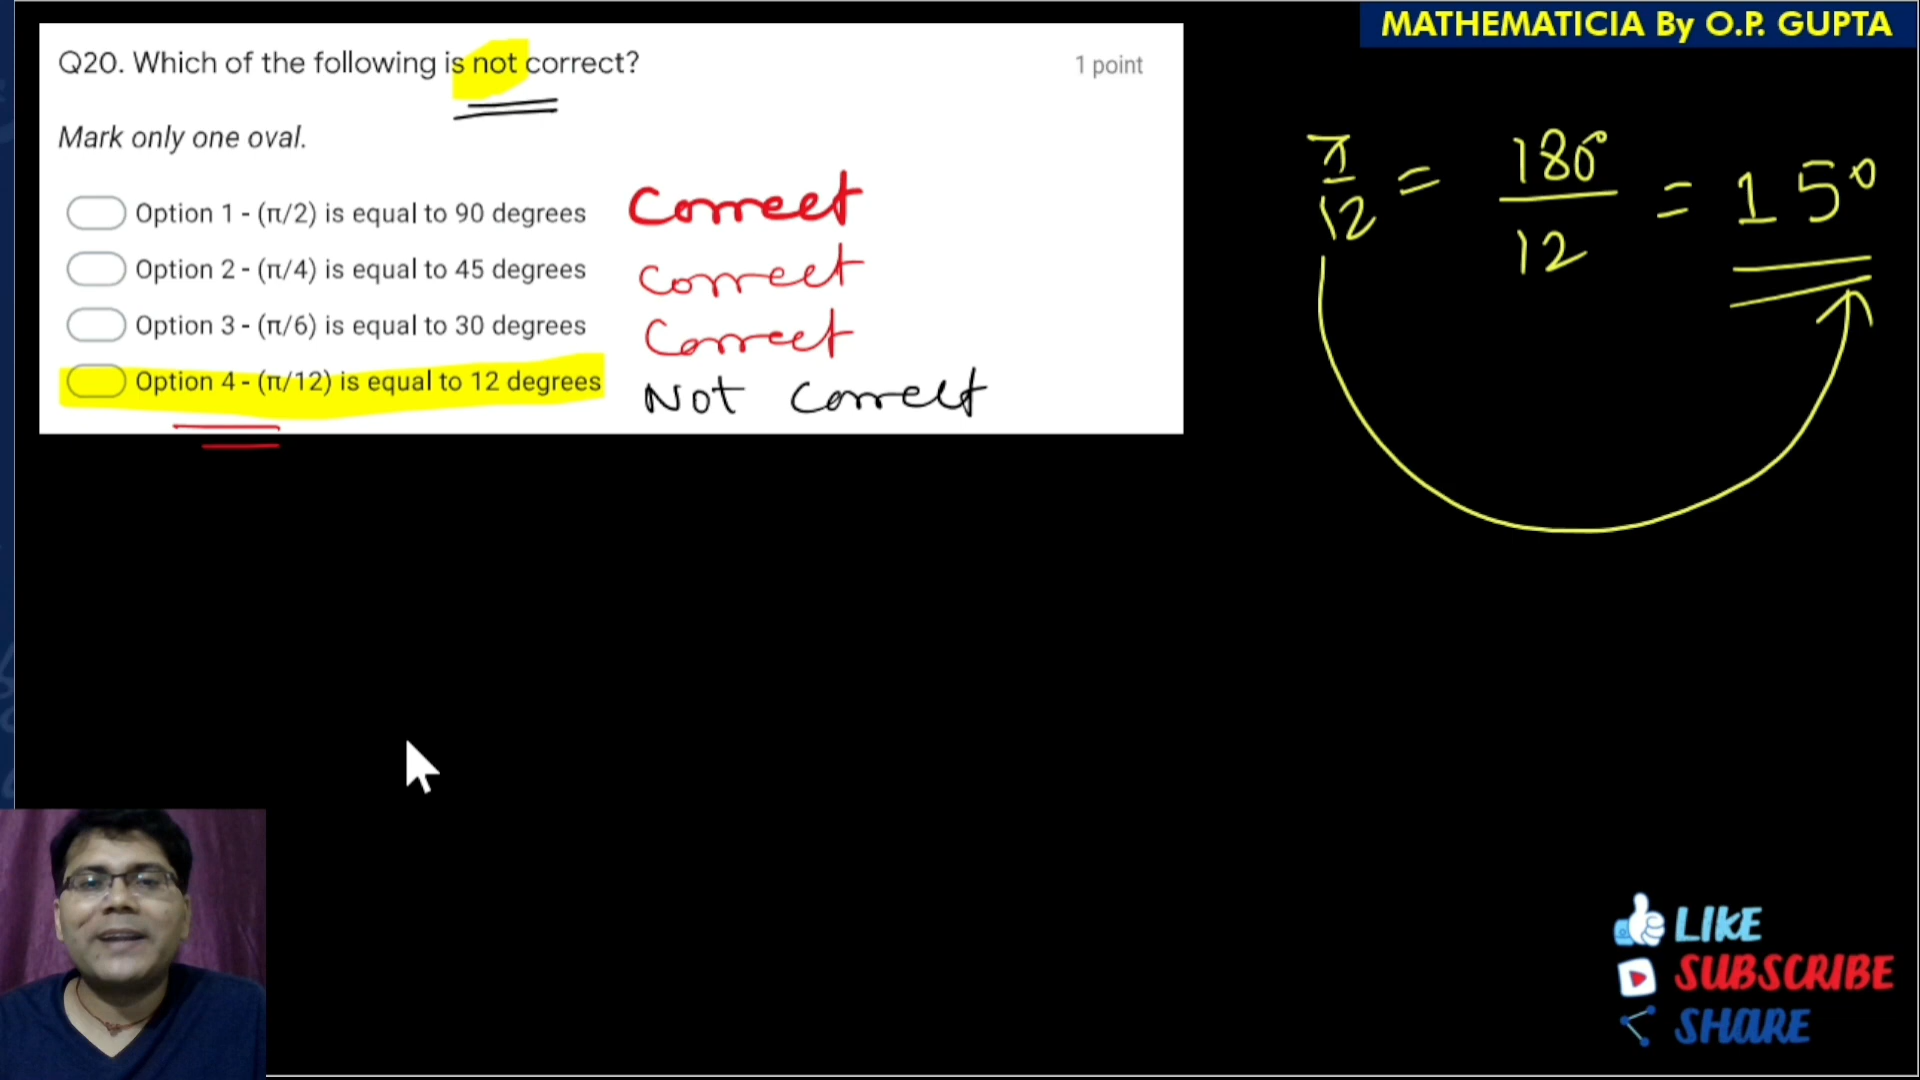 MATHEMATICIA By O.P. GUPTA
Q20. Which of the following is not correct?
1 point
Mark only one oval.
Option 1 - (π/2) is equal to 90 degrees
Correct
Option 2 - (π/4) is equal to 45 degrees
Correct
Option 3 - (π/6) is equal to 30 degrees
Correct
Option 4 - (π/12) is equal to 12 degrees
Not Correct
π/12 = 180°/12 = 15°
LIKE
SUBSCRIBE
SHARE